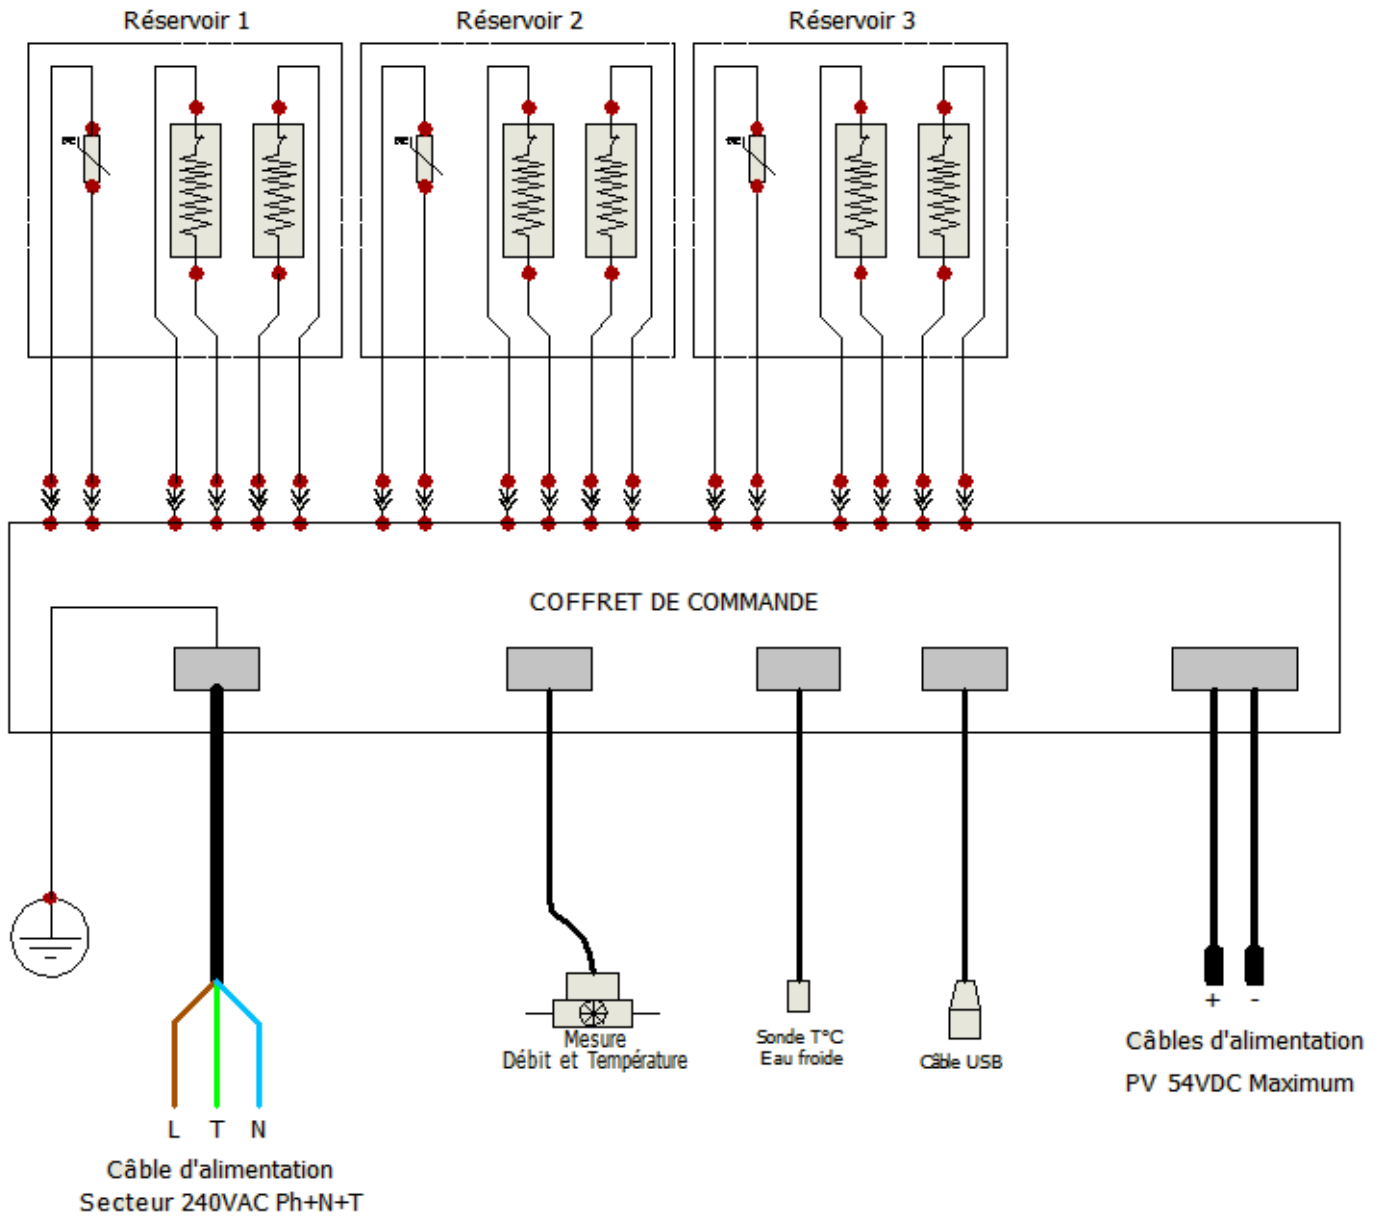 Réservoir 1
Réservoir 2
Réservoir 3
COFFRET DE COMMANDE
Mesure
Débit et Température
Sonde T°C
Eau froide
Câble USB
+ -
Câbles d'alimentation
PV 54VDC Maximum
L T N
Câble d'alimentation
Secteur 240VAC Ph+N+T